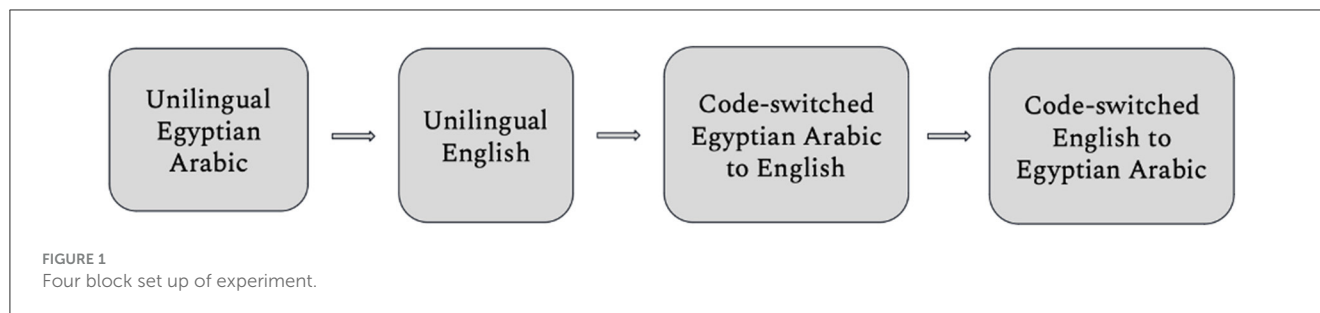 Unilingual
Egyptian
Arabic
Unilingual
English
Code-switched
Egyptian Arabic
to English
Code-switched
English to
Egyptian Arabic
FIGURE 1
Four block set up of experiment.